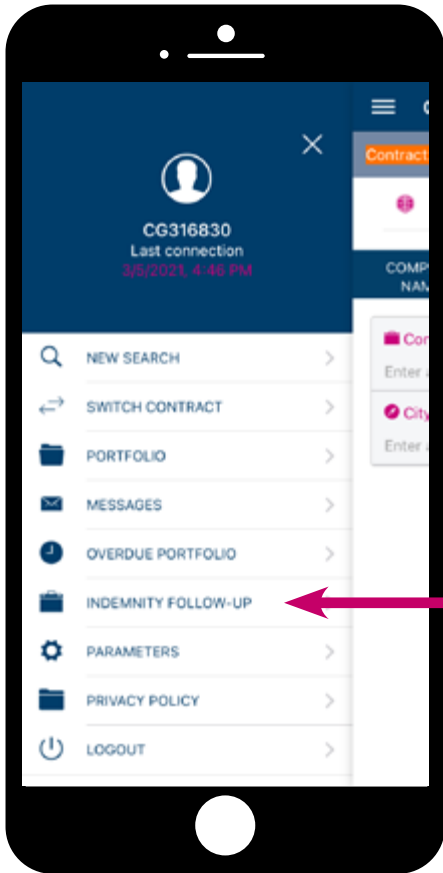 CG316830
Last connection
3/5/2021, 4:46 PM
Contract
COMP
NAM
NEW SEARCH
SWITCH CONTRACT
PORTFOLIO
MESSAGES
OVERDUE PORTFOLIO
INDEMNITY FOLLOW-UP
PARAMETERS
PRIVACY POLICY
LOGOUT
Con
Enter
City
Enter